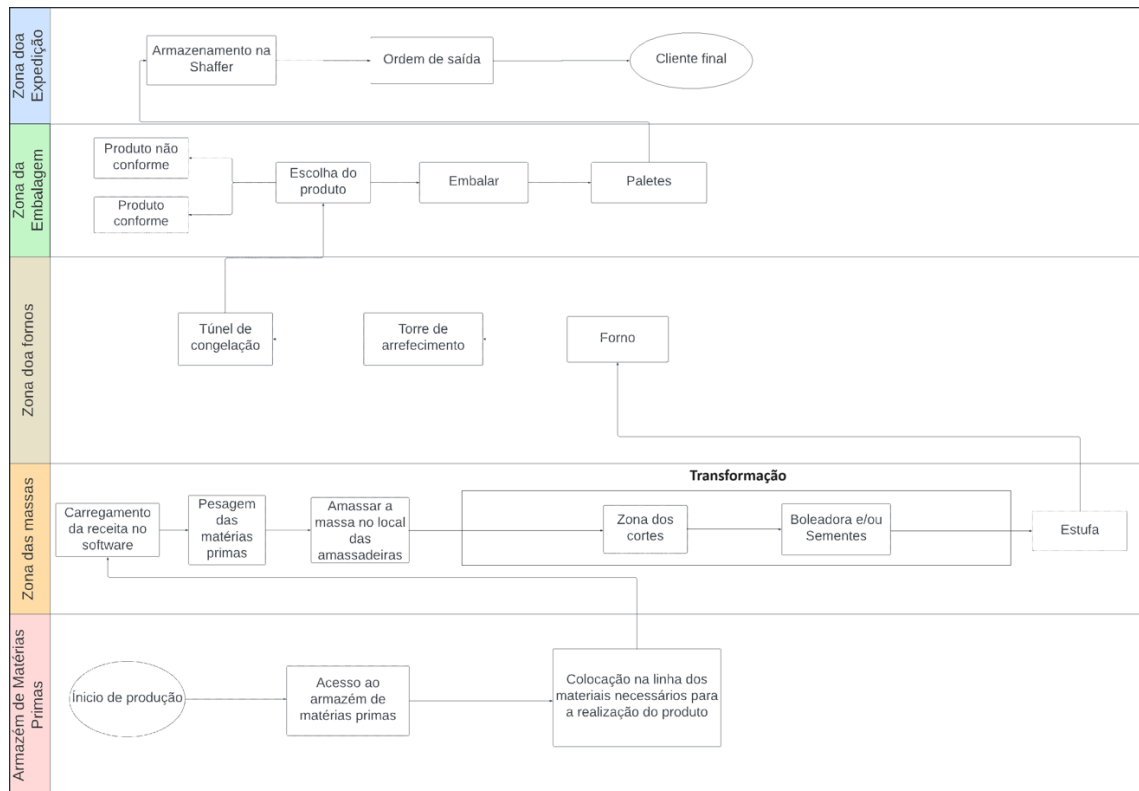 Zona doa
Expedição
Armazenamento na
Shaffer
Ordem de saída
Cliente final
Zona da
Embalagem
Produto não
conforme
Produto
conforme
Escolha do
produto
Embalar
Paletes
Zona doa fornos
Túnel de
congelação
Torre de
arrefecimento
Forno
Zona das massas
Carregamento
da receita no
software
Pesagem
das
matérias
primas
Amassar a
massa no local
das
amassadeiras
Transformação
Zona dos
cortes
Boleadora e/ou
Sementes
Estufa
Armazém de Matérias
Primas
Ínicio de produção
Acesso ao
armazém de
matérias primas
Colocação na linha dos
materiais necessários para
a realização do produto